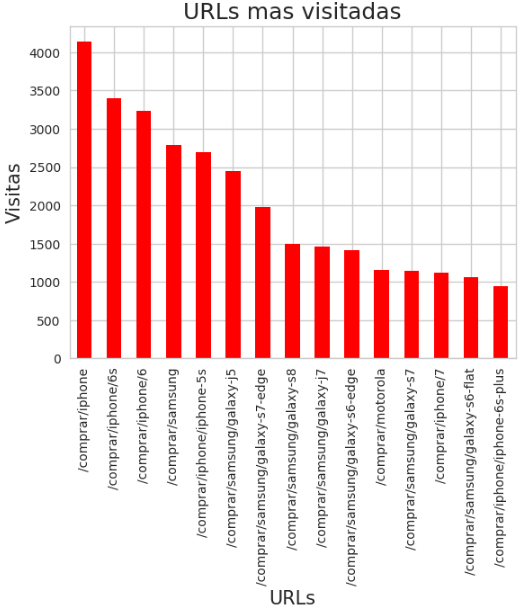 URLs mas visitadas
Visitas
4000
3500
3000
2500
2000
1500
1000
500
0
/comprar/iphone
/comprar/iphone/6s
/comprar/iphone/6
/comprar/samsung
/comprar/iphone/iphone-5s
/comprar/samsung/galaxy-j5
/comprar/samsung/galaxy-s7-edge
/comprar/samsung/galaxy-s8
/comprar/samsung/galaxy-j7
/comprar/samsung/galaxy-s6-edge
/comprar/motorola
/comprar/samsung/galaxy-s7
/comprar/iphone/7
/comprar/samsung/galaxy-s6-flat
/comprar/iphone/iphone-6s-plus
URLs